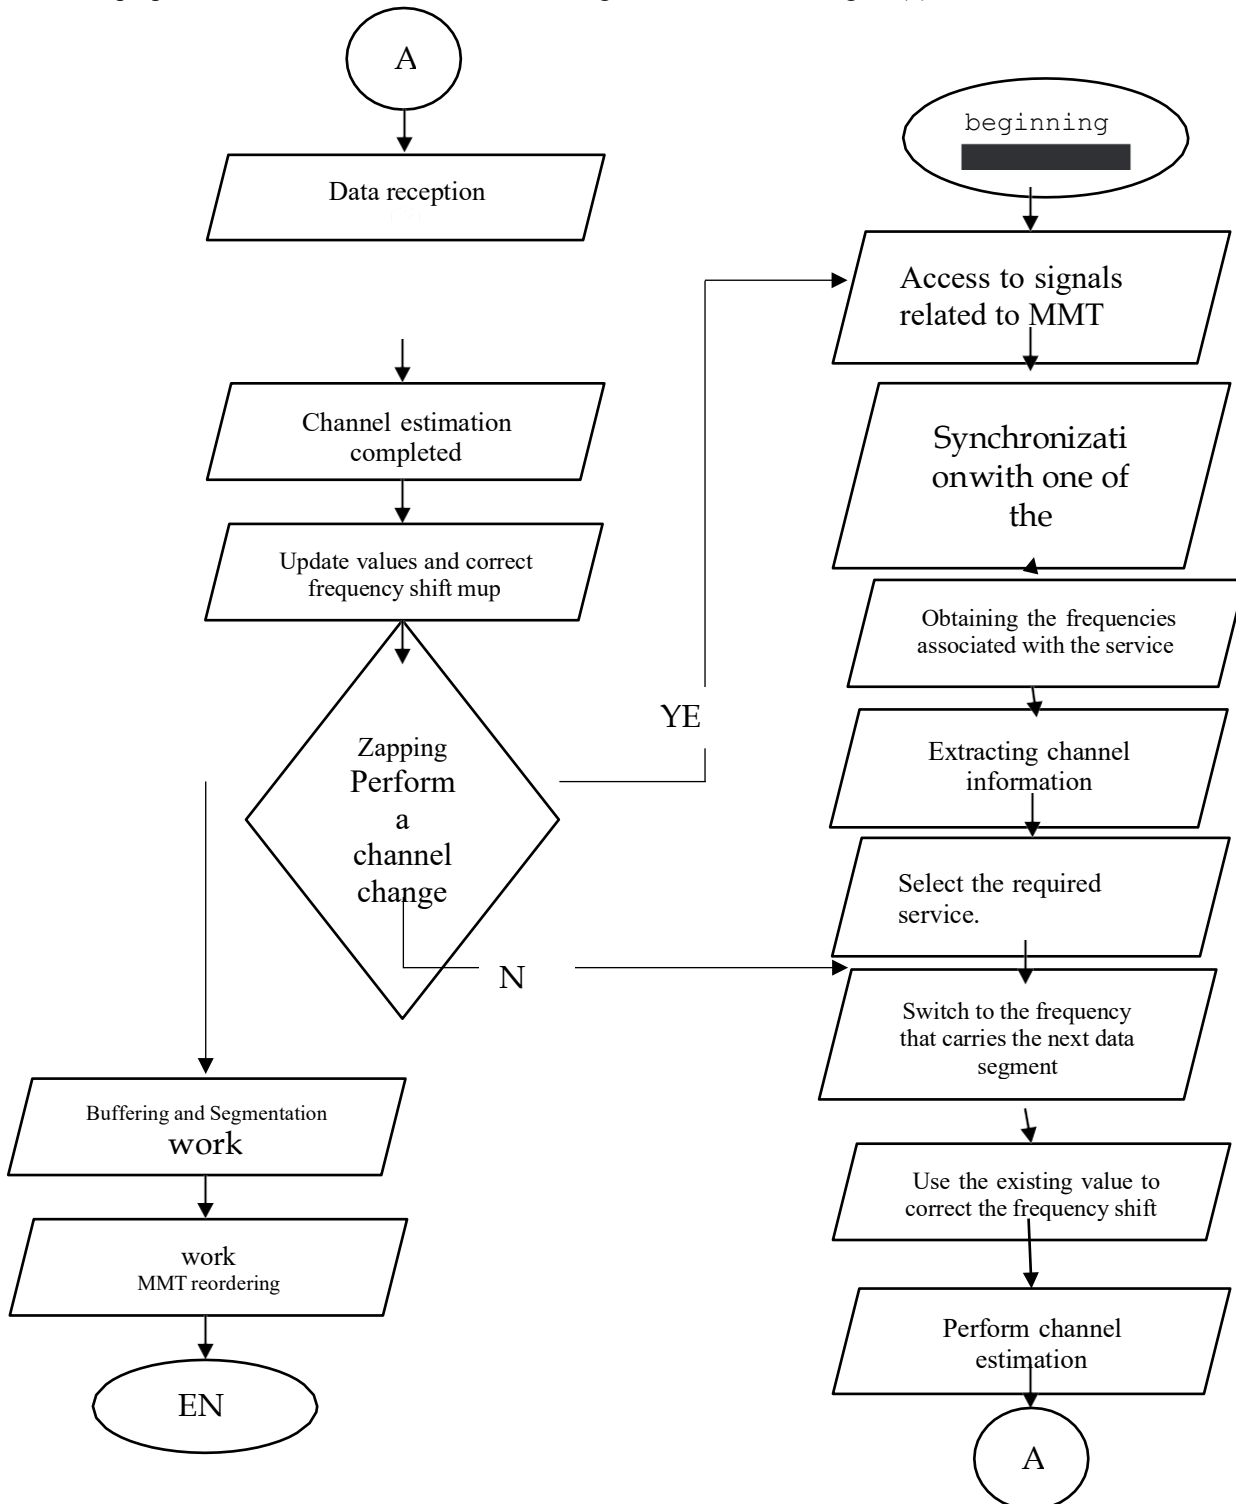 A
Data reception
Channel estimation
completed
Update values and correct
frequency shift mup
Zapping
Perform
a
channel
change
YE
N
Buffering and Segmentation
work
work
MMT reordering
EN
beginning
Access to signals
related to MMT
Synchronizati
onwith one of
the
Obtaining the frequencies
associated with the service
Extracting channel
information
Select the required
service.
Switch to the frequency
that carries the next data
segment
Use the existing value to
correct the frequency shift
Perform channel
estimation
A